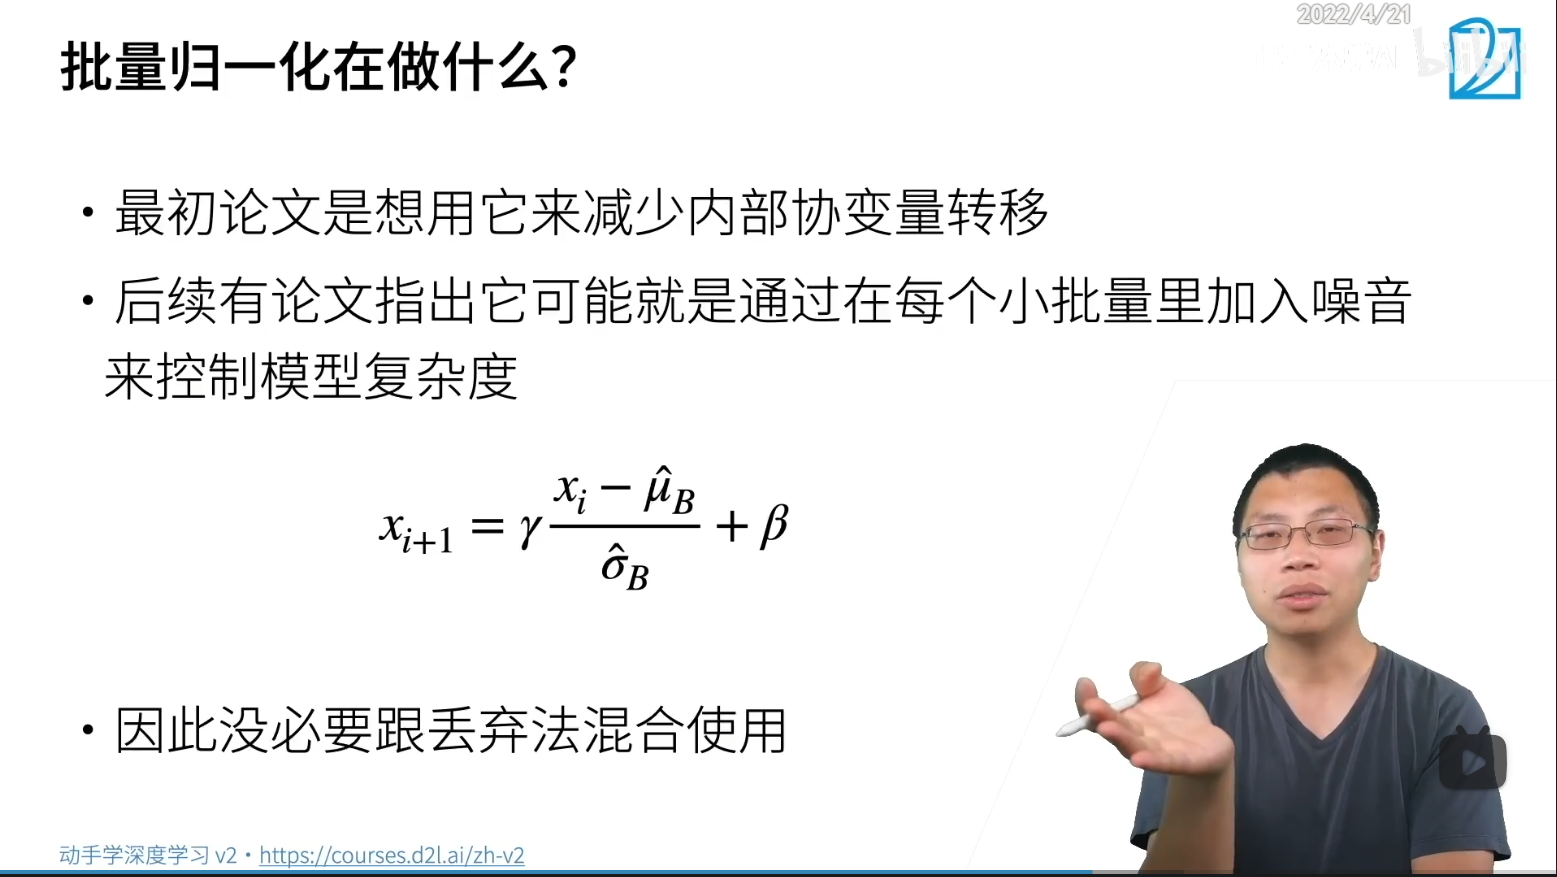 2022/4/21
批量归一化在做什么？
• 最初论文是想用它来减少内部协变量转移
• 后续有论文指出它可能就是通过在每个小批量里加入噪音
来控制模型复杂度
x_{i+1} = γ \frac{x_i − \hat{μ}_B}{\hat{σ}_B} + β
• 因此没必要跟丢弃法混合使用
动手学深度学习 v2 • https://courses.d2l.ai/zh-v2